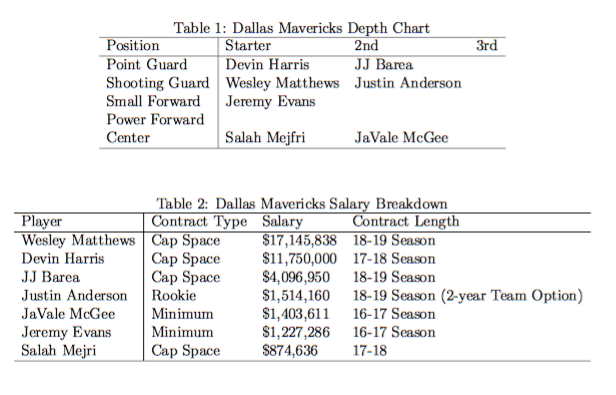 Table 1: Dallas Mavericks Depth Chart
Position Starter 2nd 3rd
Point Guard Devin Harris JJ Barea
Shooting Guard Wesley Matthews Justin Anderson
Small Forward Jeremy Evans
Power Forward
Center Salah Mejfri JaVale McGee
Table 2: Dallas Mavericks Salary Breakdown
Player Contract Type Salary Contract Length
Wesley Matthews Cap Space $17,145,838 18-19 Season
Devin Harris Cap Space $11,750,000 17-18 Season
JJ Barea Cap Space $4,096,950 18-19 Season
Justin Anderson Rookie $1,514,160 18-19 Season (2-year Team Option)
JaVale McGee Minimum $1,403,611 16-17 Season
Jeremy Evans Minimum $1,227,286 16-17 Season
Salah Mejri Cap Space $874,636 17-18